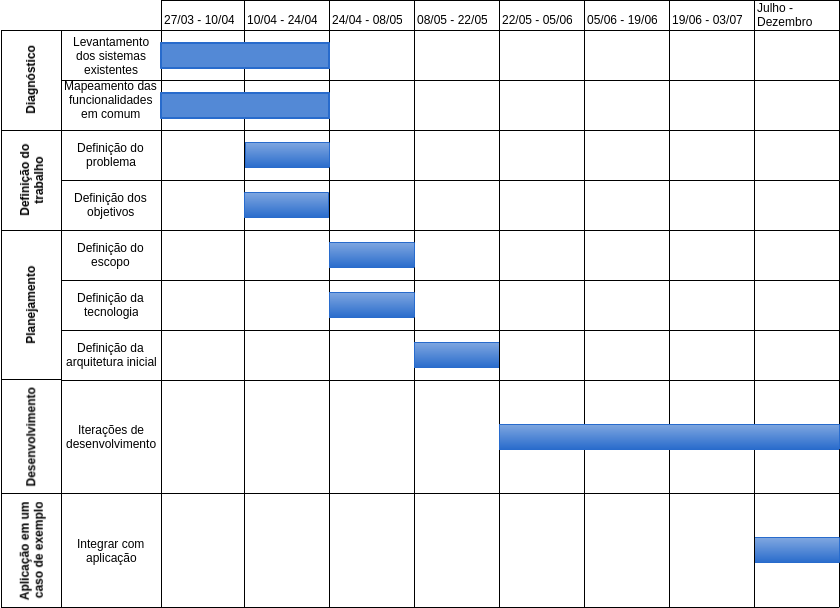 27/03 - 10/04
10/04 - 24/04
24/04 - 08/05
08/05 - 22/05
22/05 - 05/06
05/06 - 19/06
19/06 - 03/07
Julho -
Dezembro
Diagnóstico
Levantamento
dos sistemas
existentes
Mapeamento das
funcionalidades
em comum
Definição do
trabalho
Definição do
problema
Definição dos
objetivos
Planejamento
Definição do
escopo
Definição da
tecnologia
Definição da
arquitetura inicial
Desenvolvimento
Iterações de
desenvolvimento
Aplicação em um
caso de exemplo
Integrar com
aplicação